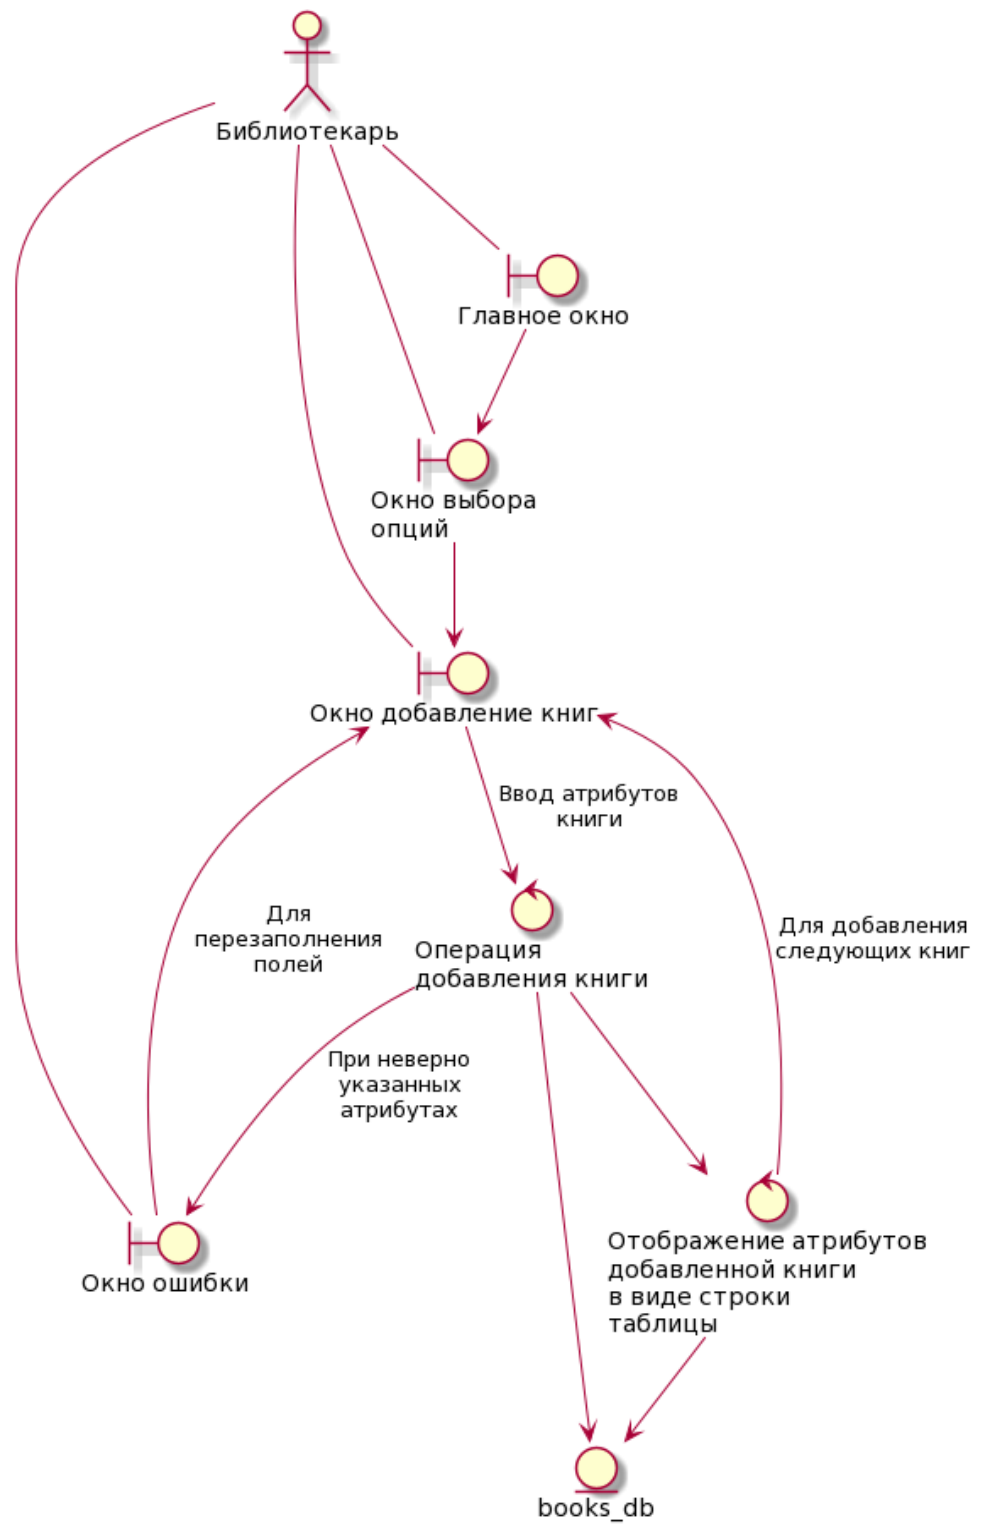 Библиотекарь
Главное окно
Окно выбора
опций
Окно добавление книг
Ввод атрибутов
книги
Для
перезаполнения
полей
Для добавления
следующих книг
Операция
добавления книги
При неверно
указанных
атрибутах
Окно ошибки
Отображение атрибутов
добавленной книги
в виде строки
таблицы
books_db